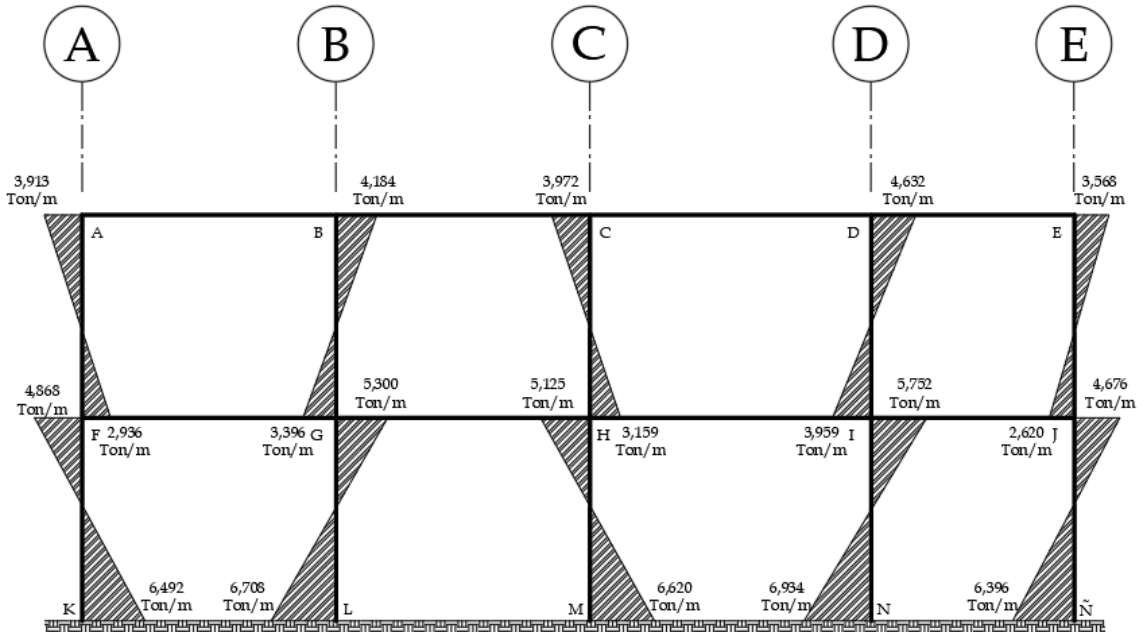 A B C D E
3,913
Ton/m
4,184
Ton/m
3,972
Ton/m
4,632
Ton/m
3,568
Ton/m
A B C D E
4,868
Ton/m
5,300
Ton/m
5,125
Ton/m
5,752
Ton/m
4,676
Ton/m
F 2,936
Ton/m
3,396 G
Ton/m
H 3,159
Ton/m
3,959 I
Ton/m
2,620 J
Ton/m
6,492
Ton/m
6,708
Ton/m
6,620
Ton/m
6,934
Ton/m
6,396
Ton/m
K L M N Ñ